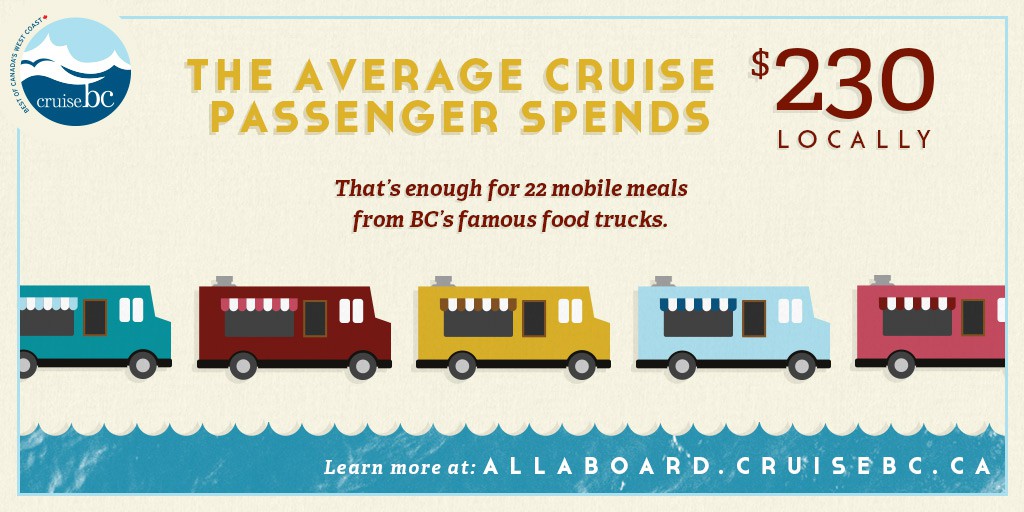 BEST OF CANADA'S WEST COAST
cruise bc
THE AVERAGE CRUISE
PASSENGER SPENDS
$230
LOCALLY
That's enough for 22 mobile meals
from BC's famous food trucks.
Learn more at: ALLABOARD.CRUISEBC.CA